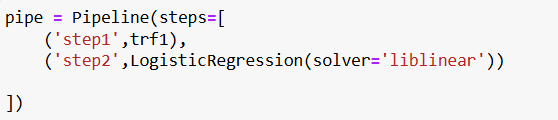 pipe = Pipeline(steps=[
    ('step1',trf1),
    ('step2',LogisticRegression(solver='liblinear'))
])